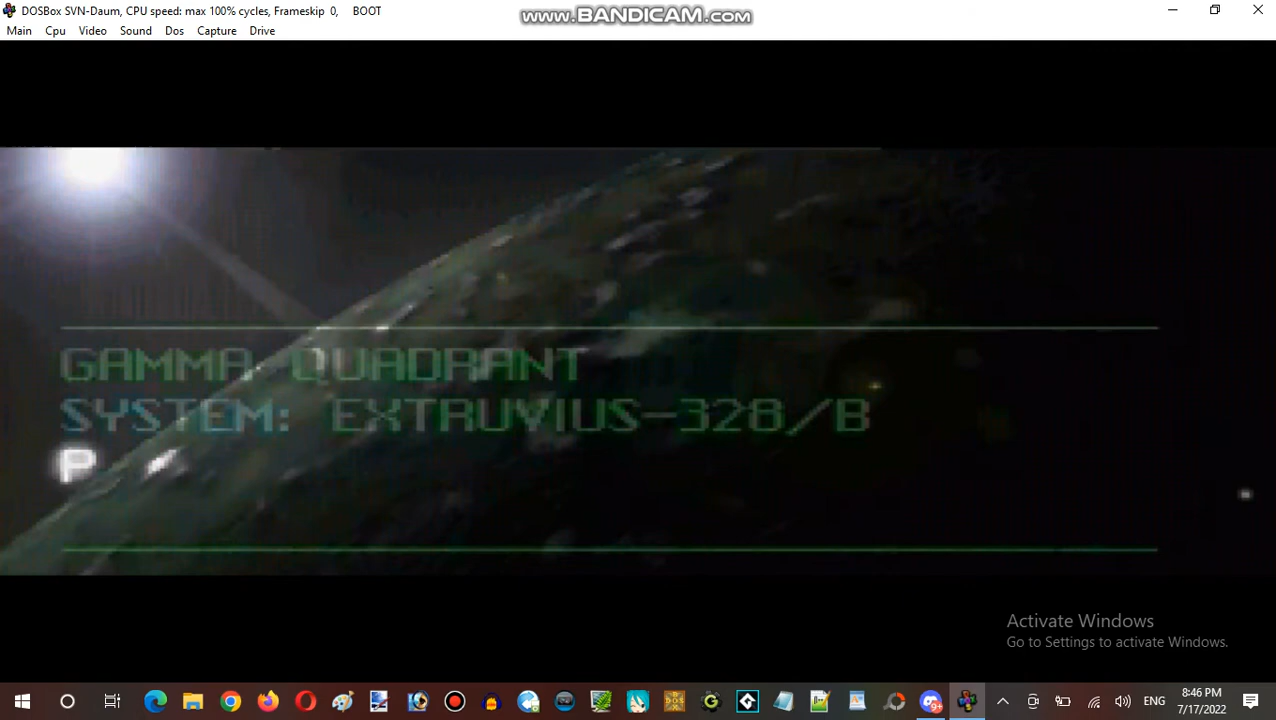 DOSBox SVN-Daum, CPU speed: max 100% cycles, Frameskip 0, BOOT
www.BANDICAM.com
Main Cpu Video Sound Dos Capture Drive
GAMMA QUADRANT
SYSTEM: EXTRUVIUS-328/B
P
Activate Windows
Go to Settings to activate Windows.
9+
ENG
8:46 PM
7/17/2022